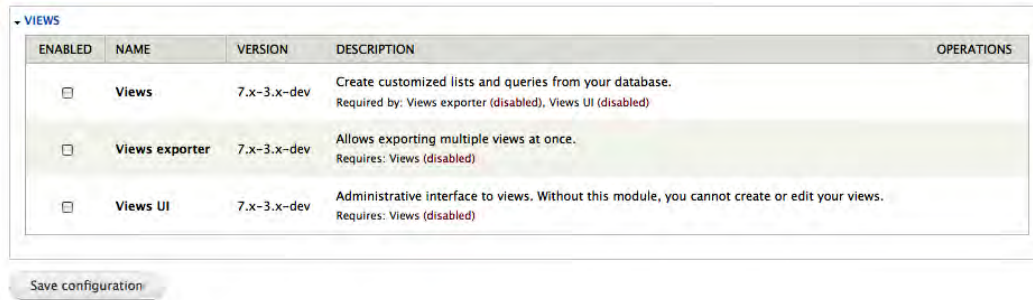 VIEWS
ENABLED NAME VERSION DESCRIPTION OPERATIONS
Views 7.x-3.x-dev Create customized lists and queries from your database.
Required by: Views exporter (disabled), Views UI (disabled)
Views exporter 7.x-3.x-dev Allows exporting multiple views at once.
Requires: Views (disabled)
Views UI 7.x-3.x-dev Administrative interface to views. Without this module, you cannot create or edit your views.
Requires: Views (disabled)
Save configuration